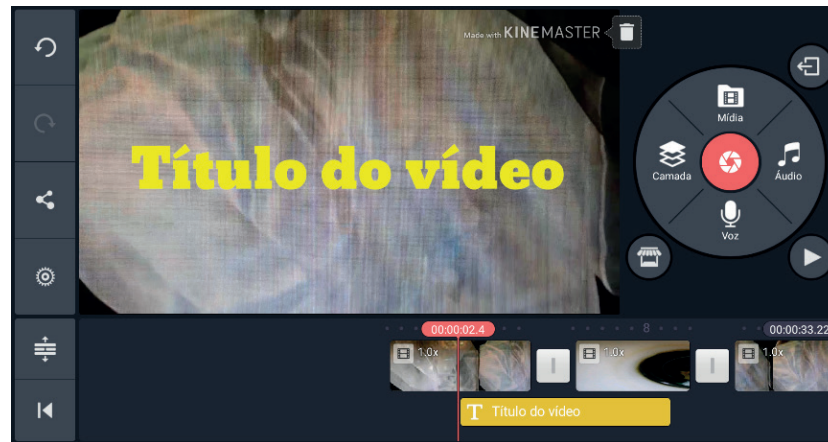 Made with KINEMASTER
Mídia
Camada
Áudio
Voz
Título do vídeo
00:00:02.4
8
00:00:33.22
1.0x
1.0x
1.0x
T Título do vídeo